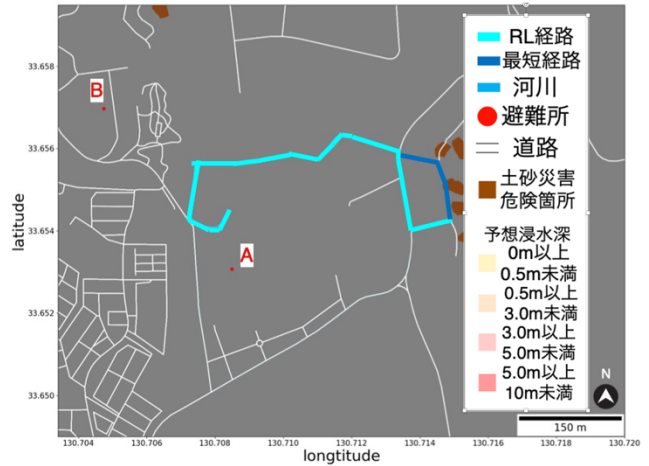 33.658
33.656
33.654
33.652
33.650
latitude
B
A
RL経路
最短経路
河川
避難所
道路
土砂災害
危険箇所
予想浸水深
0m以上
0.5m未満
0.5m以上
3.0m未満
3.0m以上
5.0m未満
5.0m以上
10m未満
N
150 m
130.704
130.706
130.708
130.710
130.712
130.714
130.716
130.718
130.720
longtitude